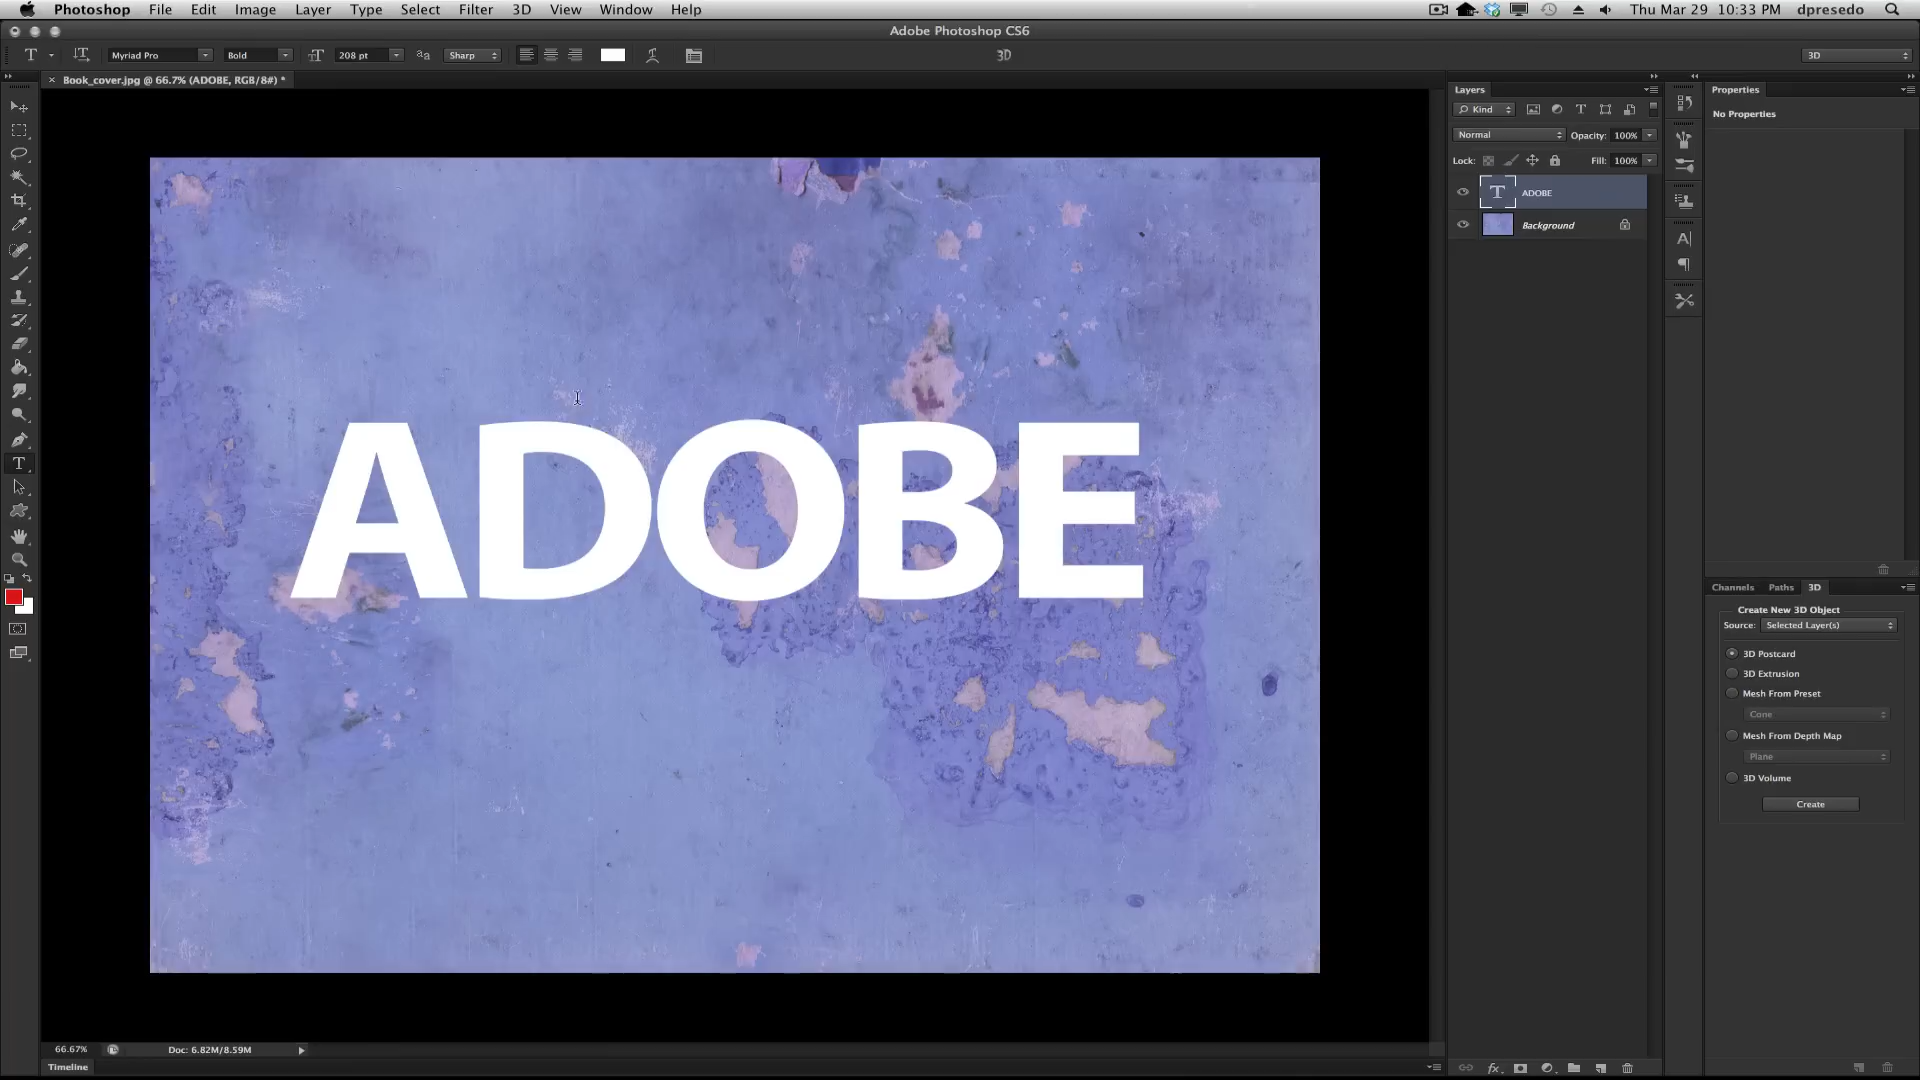 Photoshop File Edit Image Layer Type Select Filter 3D View Window Help Thu Mar 29 10:33 PM dpresedo
Adobe Photoshop CS6
T Myriad Pro Bold 208 pt aa Sharp 3D 3D
× Book_cover.jpg @ 66.7% (ADOBE, RGB/8#) *
Layers
Kind
Normal Opacity: 100%
Lock: Fill: 100%
T ADOBE
Background
Properties
No Properties
ADOBE
Channels Paths 3D
Create New 3D Object
Source: Selected Layer(s)
3D Postcard
3D Extrusion
Mesh From Preset
Cone
Mesh From Depth Map
Plane
3D Volume
Create
66.67% Doc: 6.82M/8.59M
Timeline
fx